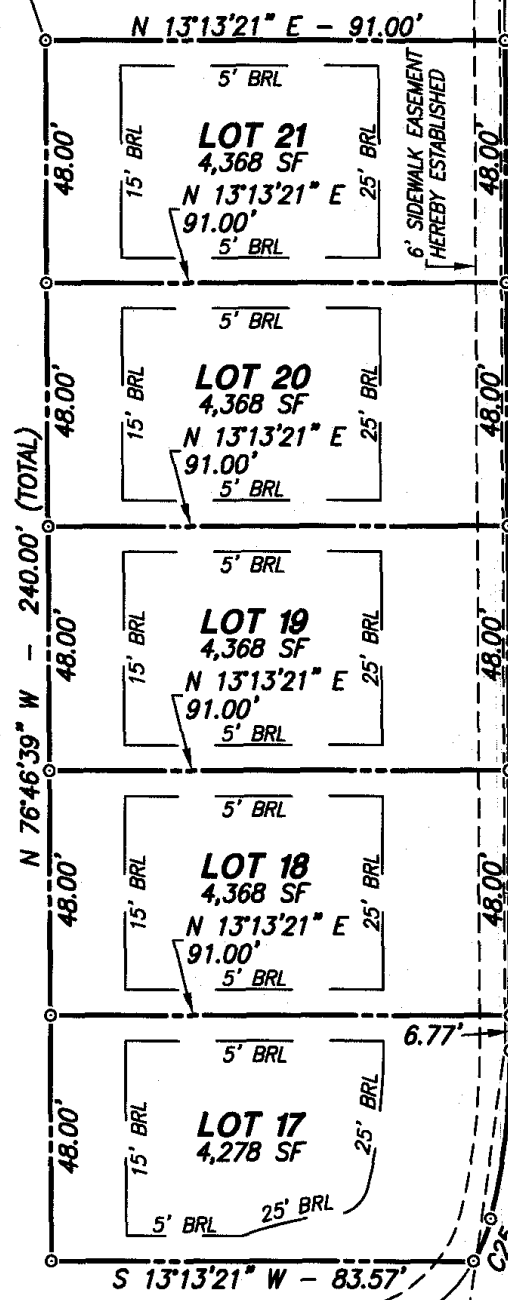 N 13°13'21" E - 91.00'
5' BRL
LOT 21
4,368 SF
15' BRL
25' BRL
48.00'
48.00'
6' SIDEWALK EASEMENT
HEREBY ESTABLISHED
N 13°13'21" E
91.00'
5' BRL
5' BRL
LOT 20
4,368 SF
15' BRL
25' BRL
48.00'
48.00'
N 13°13'21" E
91.00'
5' BRL
N 76°46'39" W - 240.00' (TOTAL)
5' BRL
LOT 19
4,368 SF
15' BRL
25' BRL
48.00'
48.00'
N 13°13'21" E
91.00'
5' BRL
5' BRL
LOT 18
4,368 SF
15' BRL
25' BRL
48.00'
48.00'
N 13°13'21" E
91.00'
5' BRL
6.77'
5' BRL
LOT 17
4,278 SF
15' BRL
25' BRL
48.00'
5' BRL
25' BRL
C25
S 13°13'21" W - 83.57'